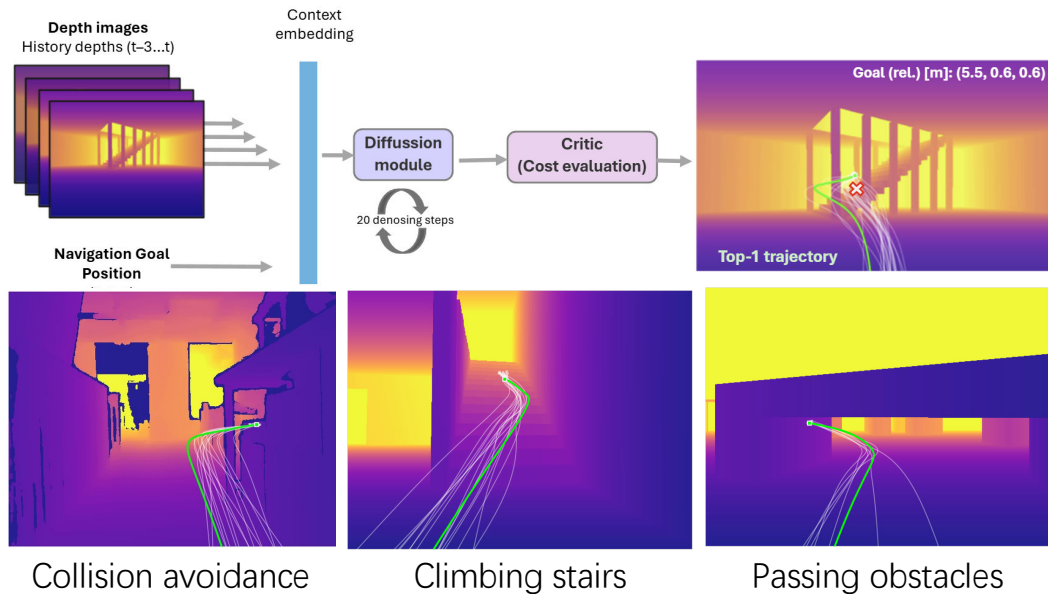 Depth images
History depths (t–3...t)
Context
embedding
Goal (rel.) [m]: (5.5, 0.6, 0.6)
Diffussion
module
Critic
(Cost evaluation)
20 denosing steps
Navigation Goal
Position
Top-1 trajectory
Collision avoidance
Climbing stairs
Passing obstacles